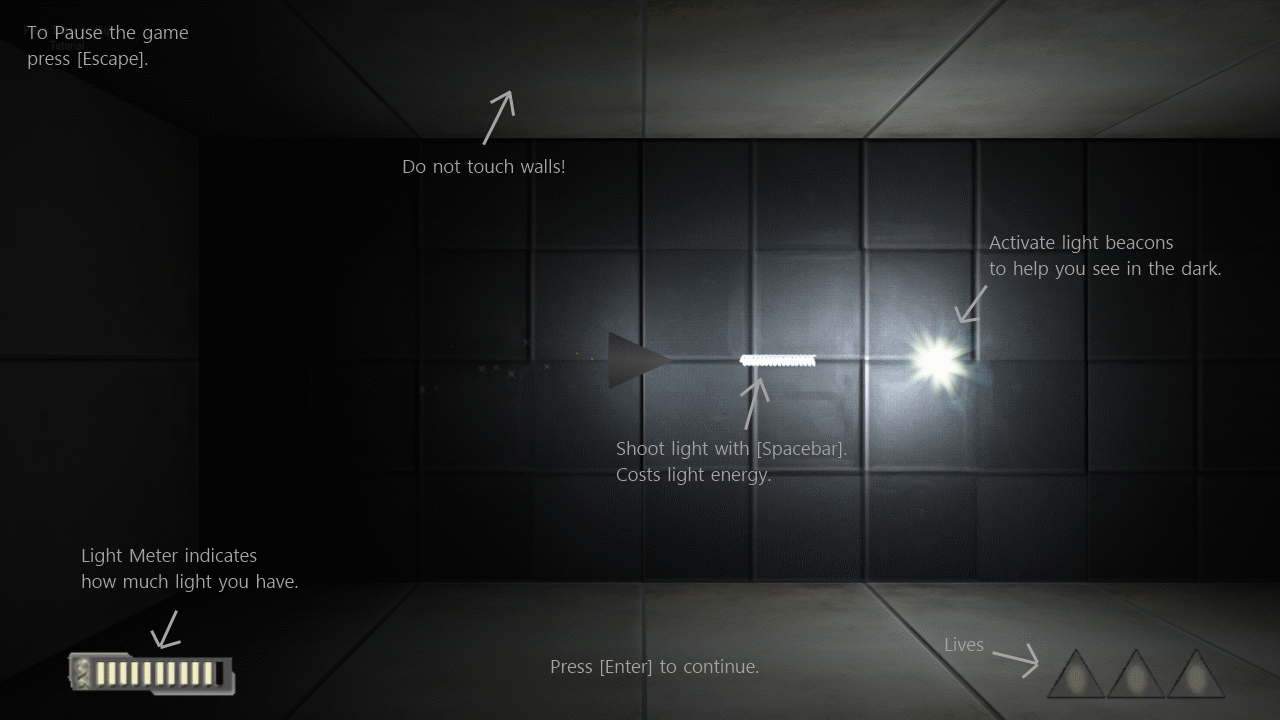 To Pause the game
Tutorial
press [Escape].
Do not touch walls!
Activate light beacons
to help you see in the dark.
Shoot light with [Spacebar].
Costs light energy.
Light Meter indicates
how much light you have.
Lives
Press [Enter] to continue.